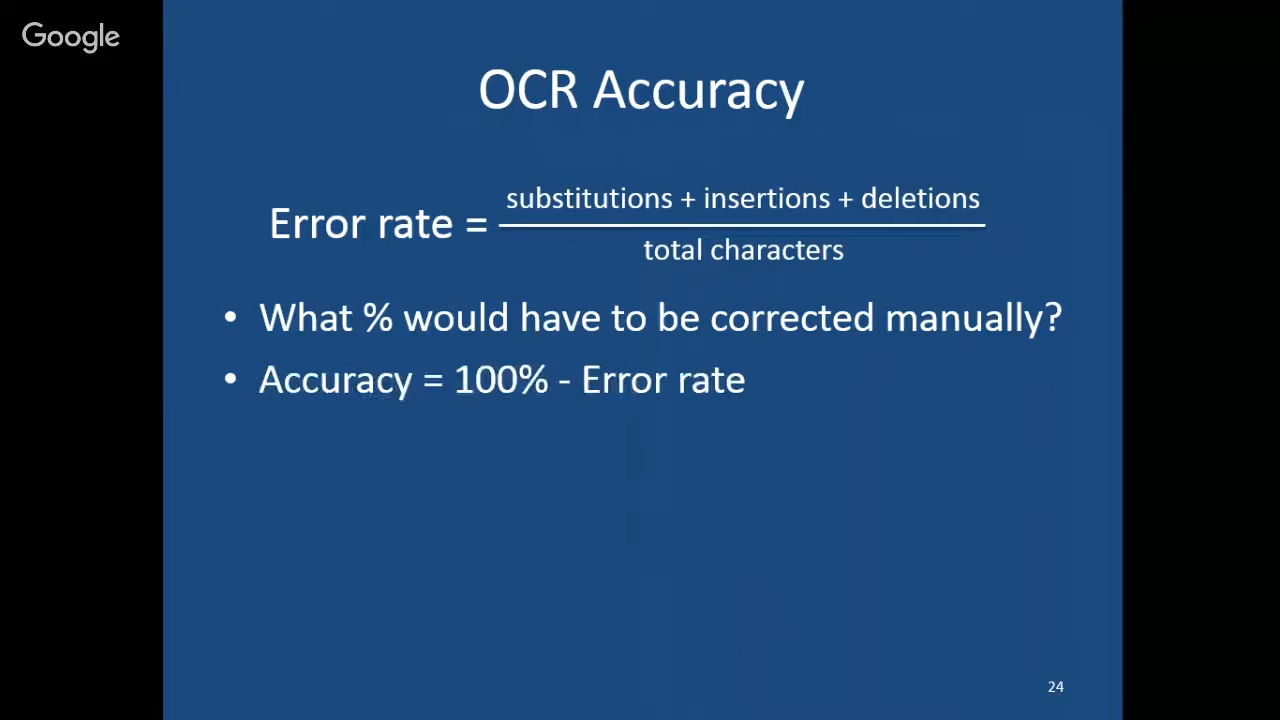 Google
OCR Accuracy
Error rate = substitutions + insertions + deletions
total characters
• What % would have to be corrected manually?
• Accuracy = 100% - Error rate
24